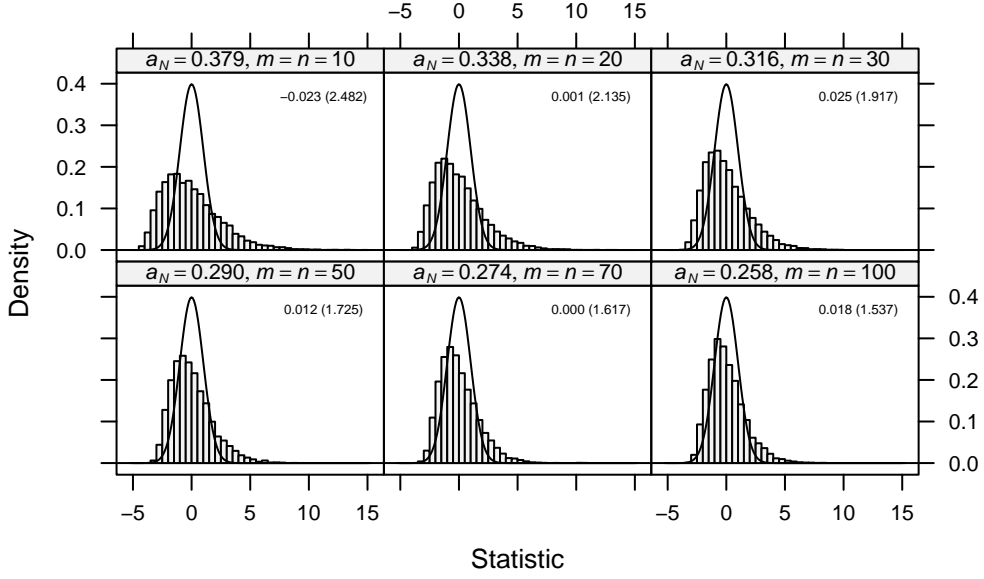 −5 0 5 10 15
a_N = 0.379, m = n = 10
a_N = 0.338, m = n = 20
a_N = 0.316, m = n = 30
0.4
0.3
0.2
0.1
0.0
−0.023 (2.482)
0.001 (2.135)
0.025 (1.917)
a_N = 0.290, m = n = 50
a_N = 0.274, m = n = 70
a_N = 0.258, m = n = 100
0.012 (1.725)
0.000 (1.617)
0.018 (1.537)
0.4
0.3
0.2
0.1
0.0
−5 0 5 10 15
−5 0 5 10 15
Density
Statistic